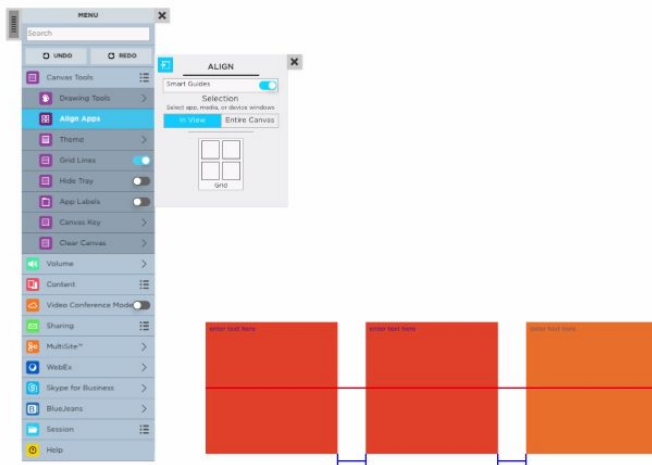 MENU
Search
UNDO
REDO
Canvas Tools
Drawing Tools
Align Apps
Theme
Grid Lines
Hide Tray
App Labels
Canvas Key
Clear Canvas
Volume
Content
Video Conference Mode
Sharing
MultiSite™
WebEx
Skype for Business
BlueJeans
Session
Help
ALIGN
Smart Guides
Selection
Select app, media, or device windows
In View
Entire Canvas
Grid
enter text here
enter text here
enter text here